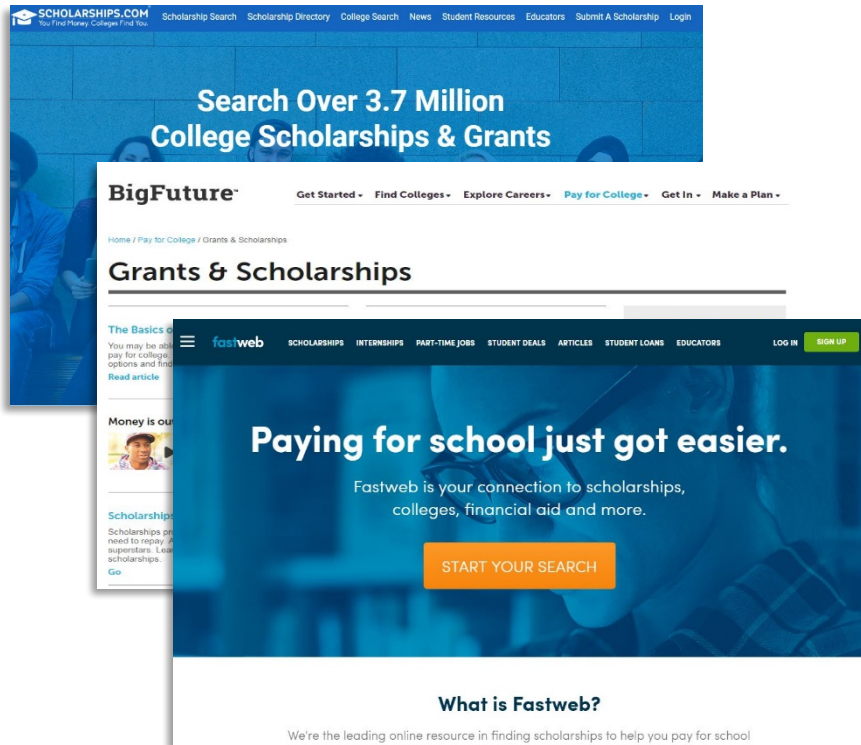 SCHOLARSHIPS.COM
You Find Money. Colleges Find You.
Scholarship Search Scholarship Directory College Search News Student Resources Educators Submit A Scholarship Login
Search Over 3.7 Million
College Scholarships & Grants
BigFuture
Get Started Find Colleges Explore Careers Pay for College Get In Make a Plan
Home / Pay for College / Grants & Scholarships
Grants & Scholarships
The Basics o
You may be abl
pay for college.
options and find
Read article
Money is ou
Scholarships
Scholarships pr
need to repay. A
superstars. Lear
scholarships.
Go
fastweb
SCHOLARSHIPS INTERNSHIPS PART-TIME JOBS STUDENT DEALS ARTICLES STUDENT LOANS EDUCATORS LOG IN SIGN UP
Paying for school just got easier.
Fastweb is your connection to scholarships,
colleges, financial aid and more.
START YOUR SEARCH
What is Fastweb?
We're the leading online resource in finding scholarships to help you pay for school